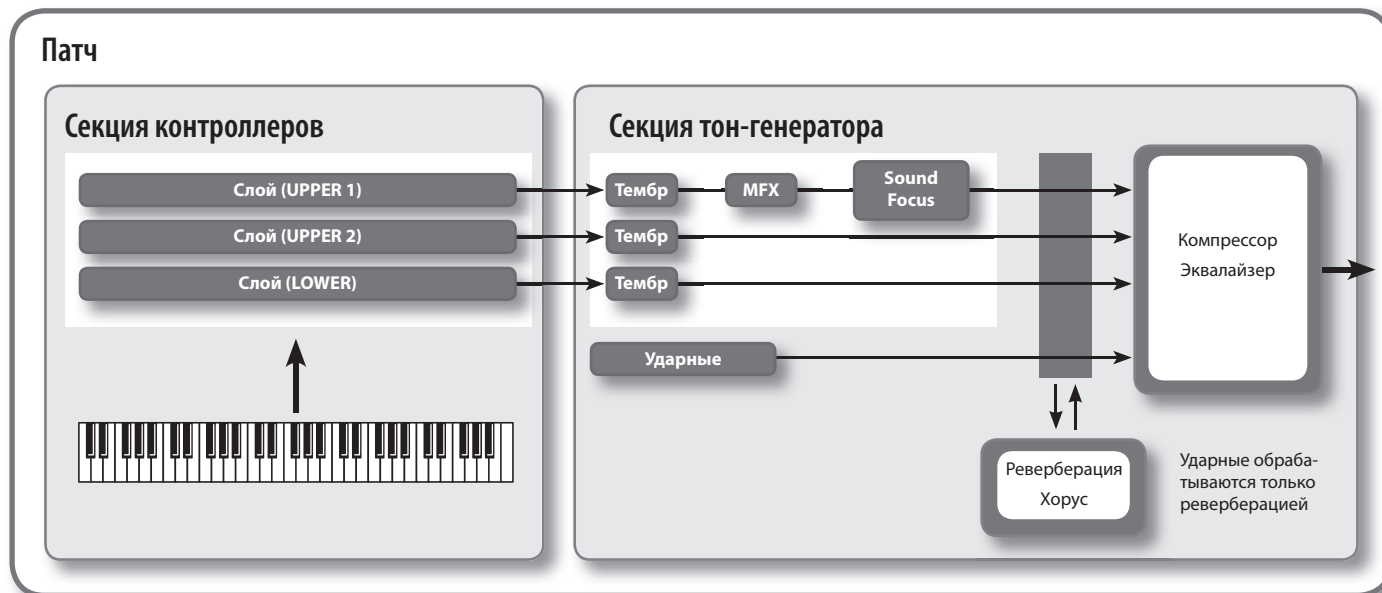 Патч
Секция контроллеров
Слой (UPPER 1)
Слой (UPPER 2)
Слой (LOWER)
Секция тон-генератора
Тембр
MFX
Sound
Focus
Тембр
Тембр
Ударные
Компрессор
Эквалайзер
Реверберация
Хорус
Ударные обраба-
тываются только
реверберацией